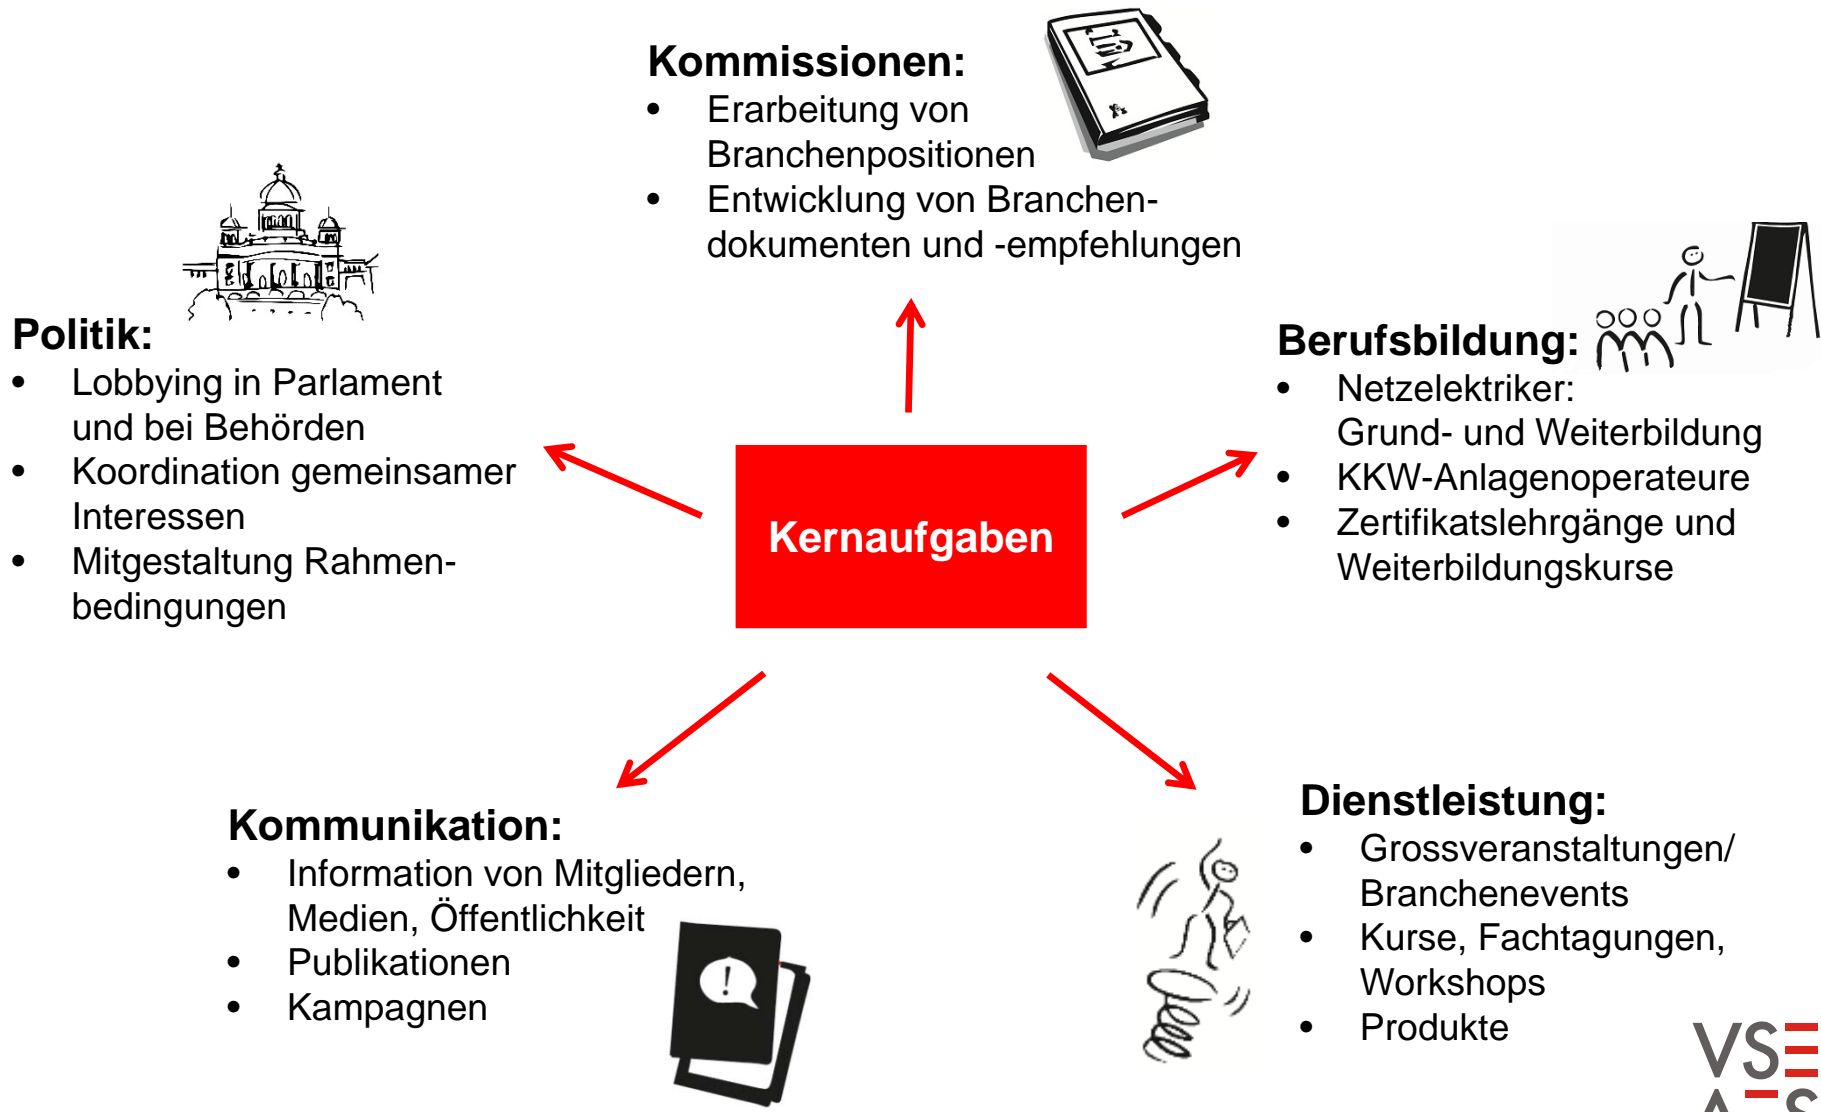 Kommissionen:
• Erarbeitung von
Branchenpositionen
• Entwicklung von Branchen-
dokumenten und -empfehlungen
Politik:
• Lobbying in Parlament
und bei Behörden
• Koordination gemeinsamer
Interessen
• Mitgestaltung Rahmen-
bedingungen
Berufsbildung:
• Netzelektriker:
Grund- und Weiterbildung
• KKW-Anlagenoperateure
• Zertifikatslehrgänge und
Weiterbildungskurse
Kernaufgaben
Kommunikation:
• Information von Mitgliedern,
Medien, Öffentlichkeit
• Publikationen
• Kampagnen
!
Dienstleistung:
• Grossveranstaltungen/
Branchenevents
• Kurse, Fachtagungen,
Workshops
• Produkte
VSE